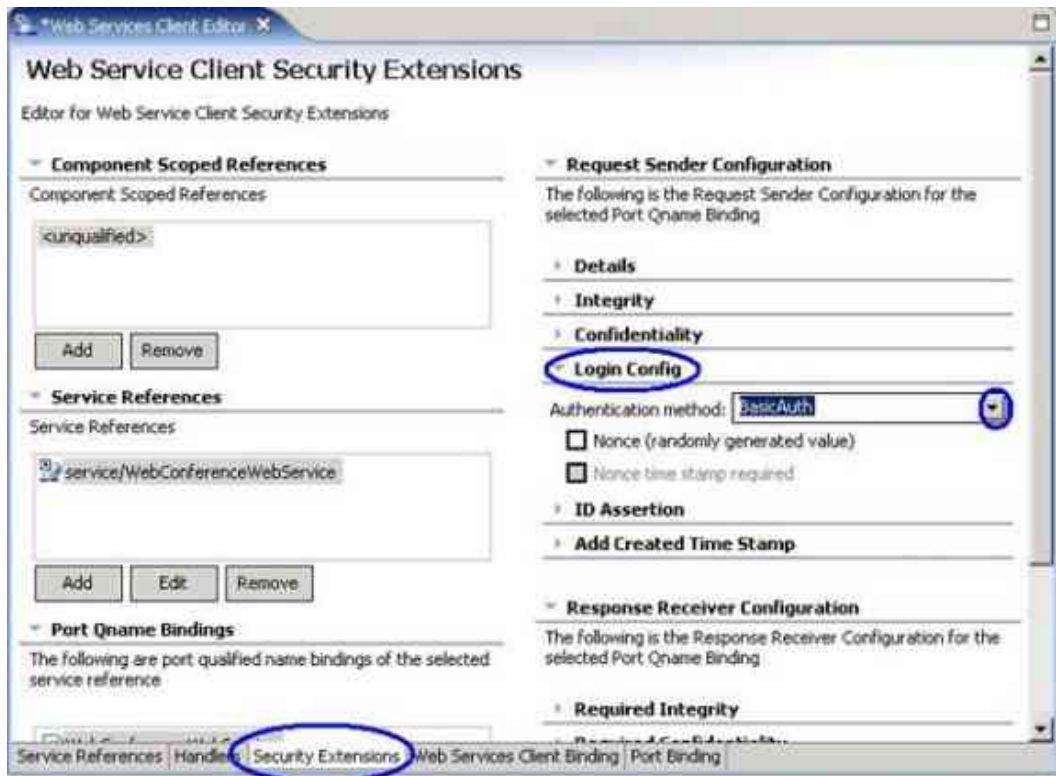 *Web Services Client Editor
Web Service Client Security Extensions
Editor for Web Service Client Security Extensions
Component Scoped References
Component Scoped References
<unqualified>
Add
Remove
Service References
Service References
service/WebConferenceWebService
Add
Edit
Remove
Port Qname Bindings
The following are port qualified name bindings of the selected
service reference
Request Sender Configuration
The following is the Request Sender Configuration for the
selected Port Qname Binding
Details
Integrity
Confidentiality
Login Config
Authentication method: BasicAuth
Nonce (randomly generated value)
Nonce time stamp required
ID Assertion
Add Created Time Stamp
Response Receiver Configuration
The following is the Response Receiver Configuration for the
selected Port Qname Binding
Required Integrity
Required Confidentiality
Service References
Handlers
Security Extensions
Web Services Client Binding
Port Binding